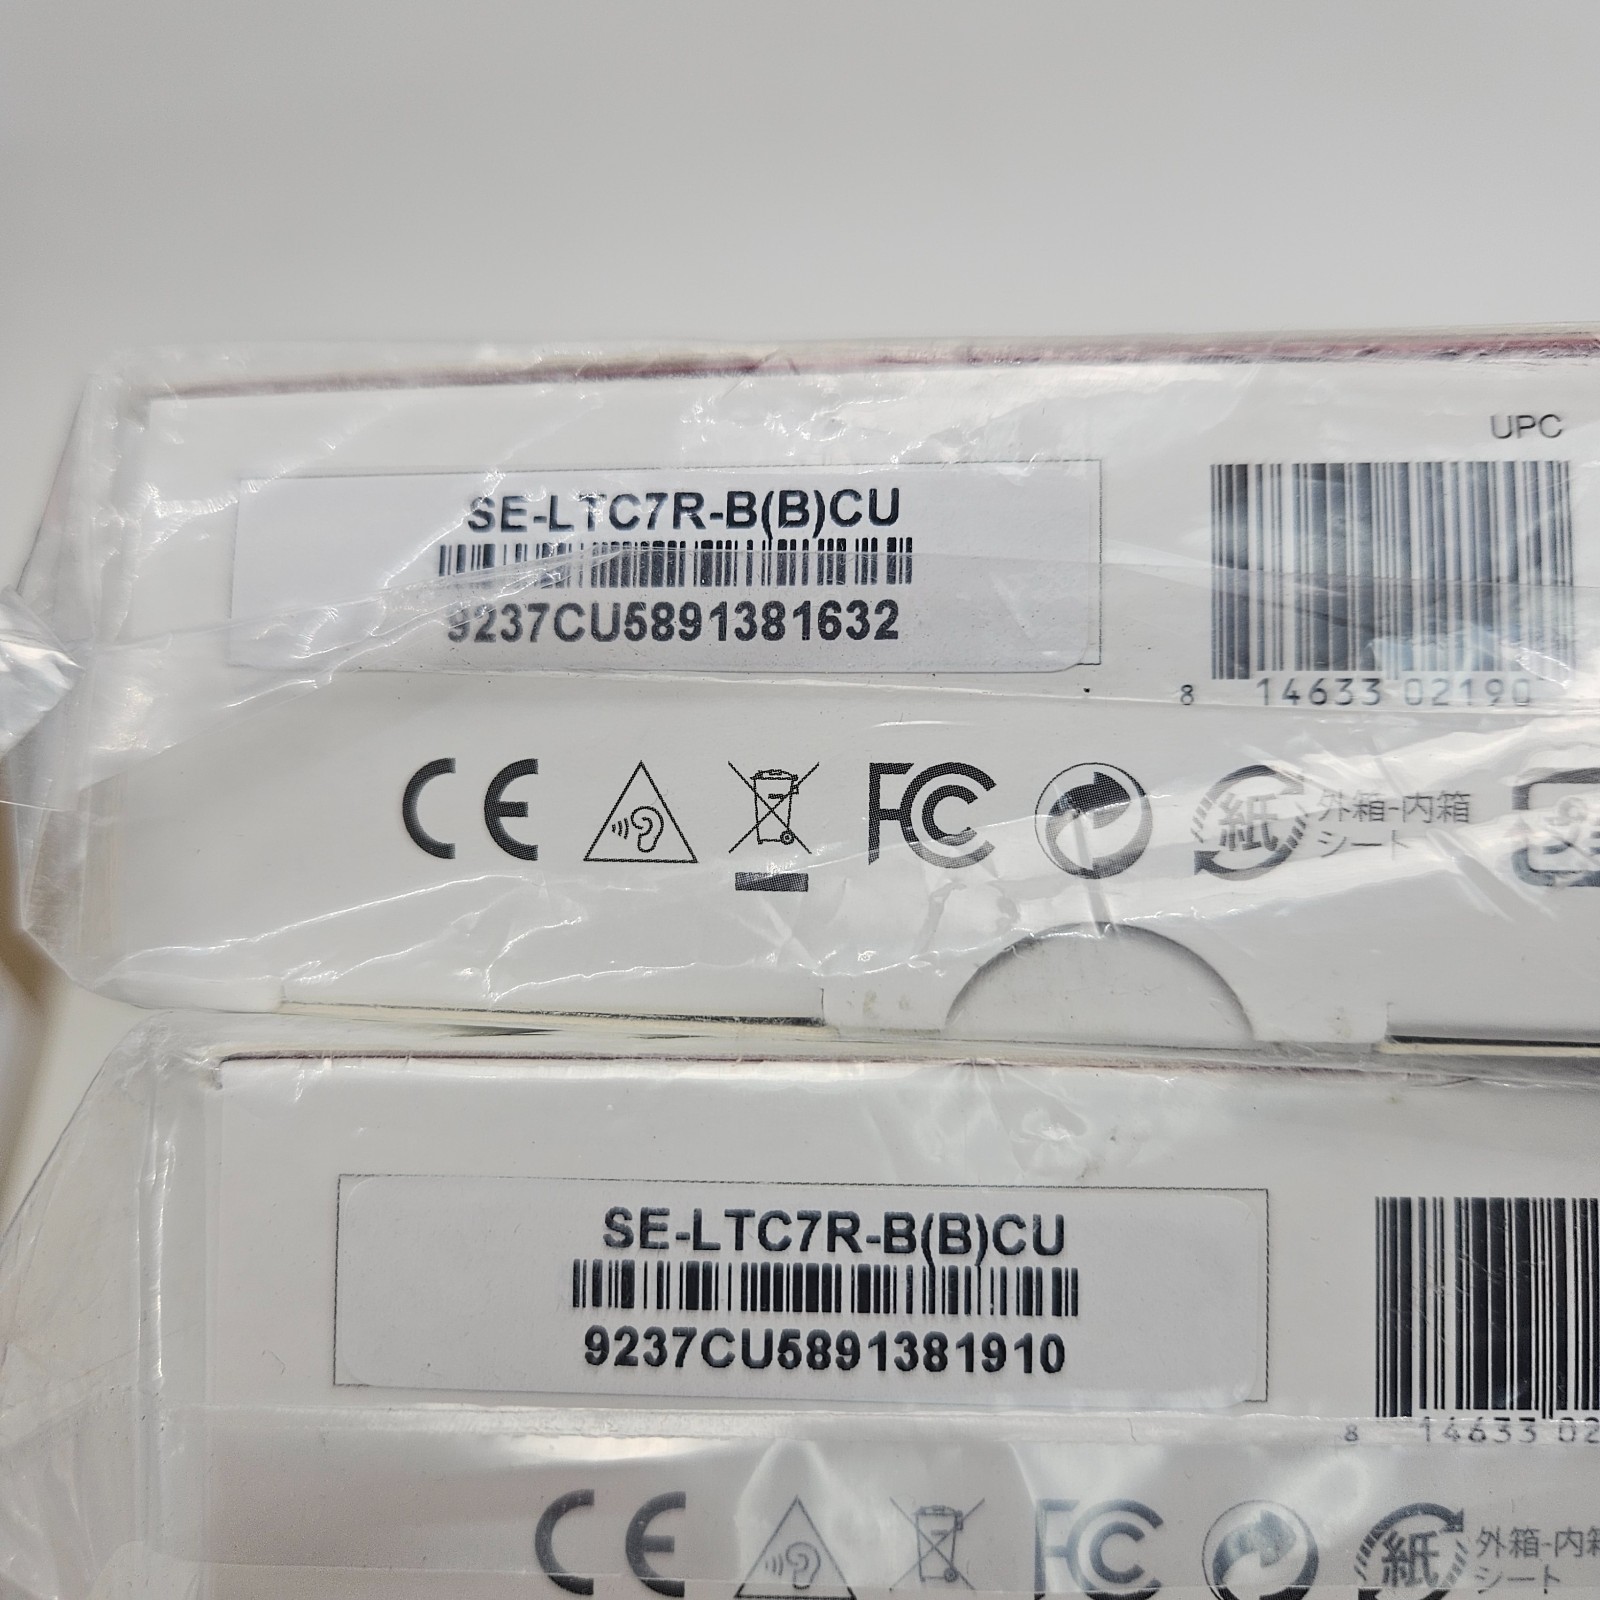 UPC
SE-LTC7R-B(B)CU
9237CU5891381632
8 14633 02190
CE
FC
紙
外箱-内箱
シート
SE-LTC7R-B(B)CU
9237CU5891381910
8 14633 02
CE
FC
紙
外箱-内箱
シート